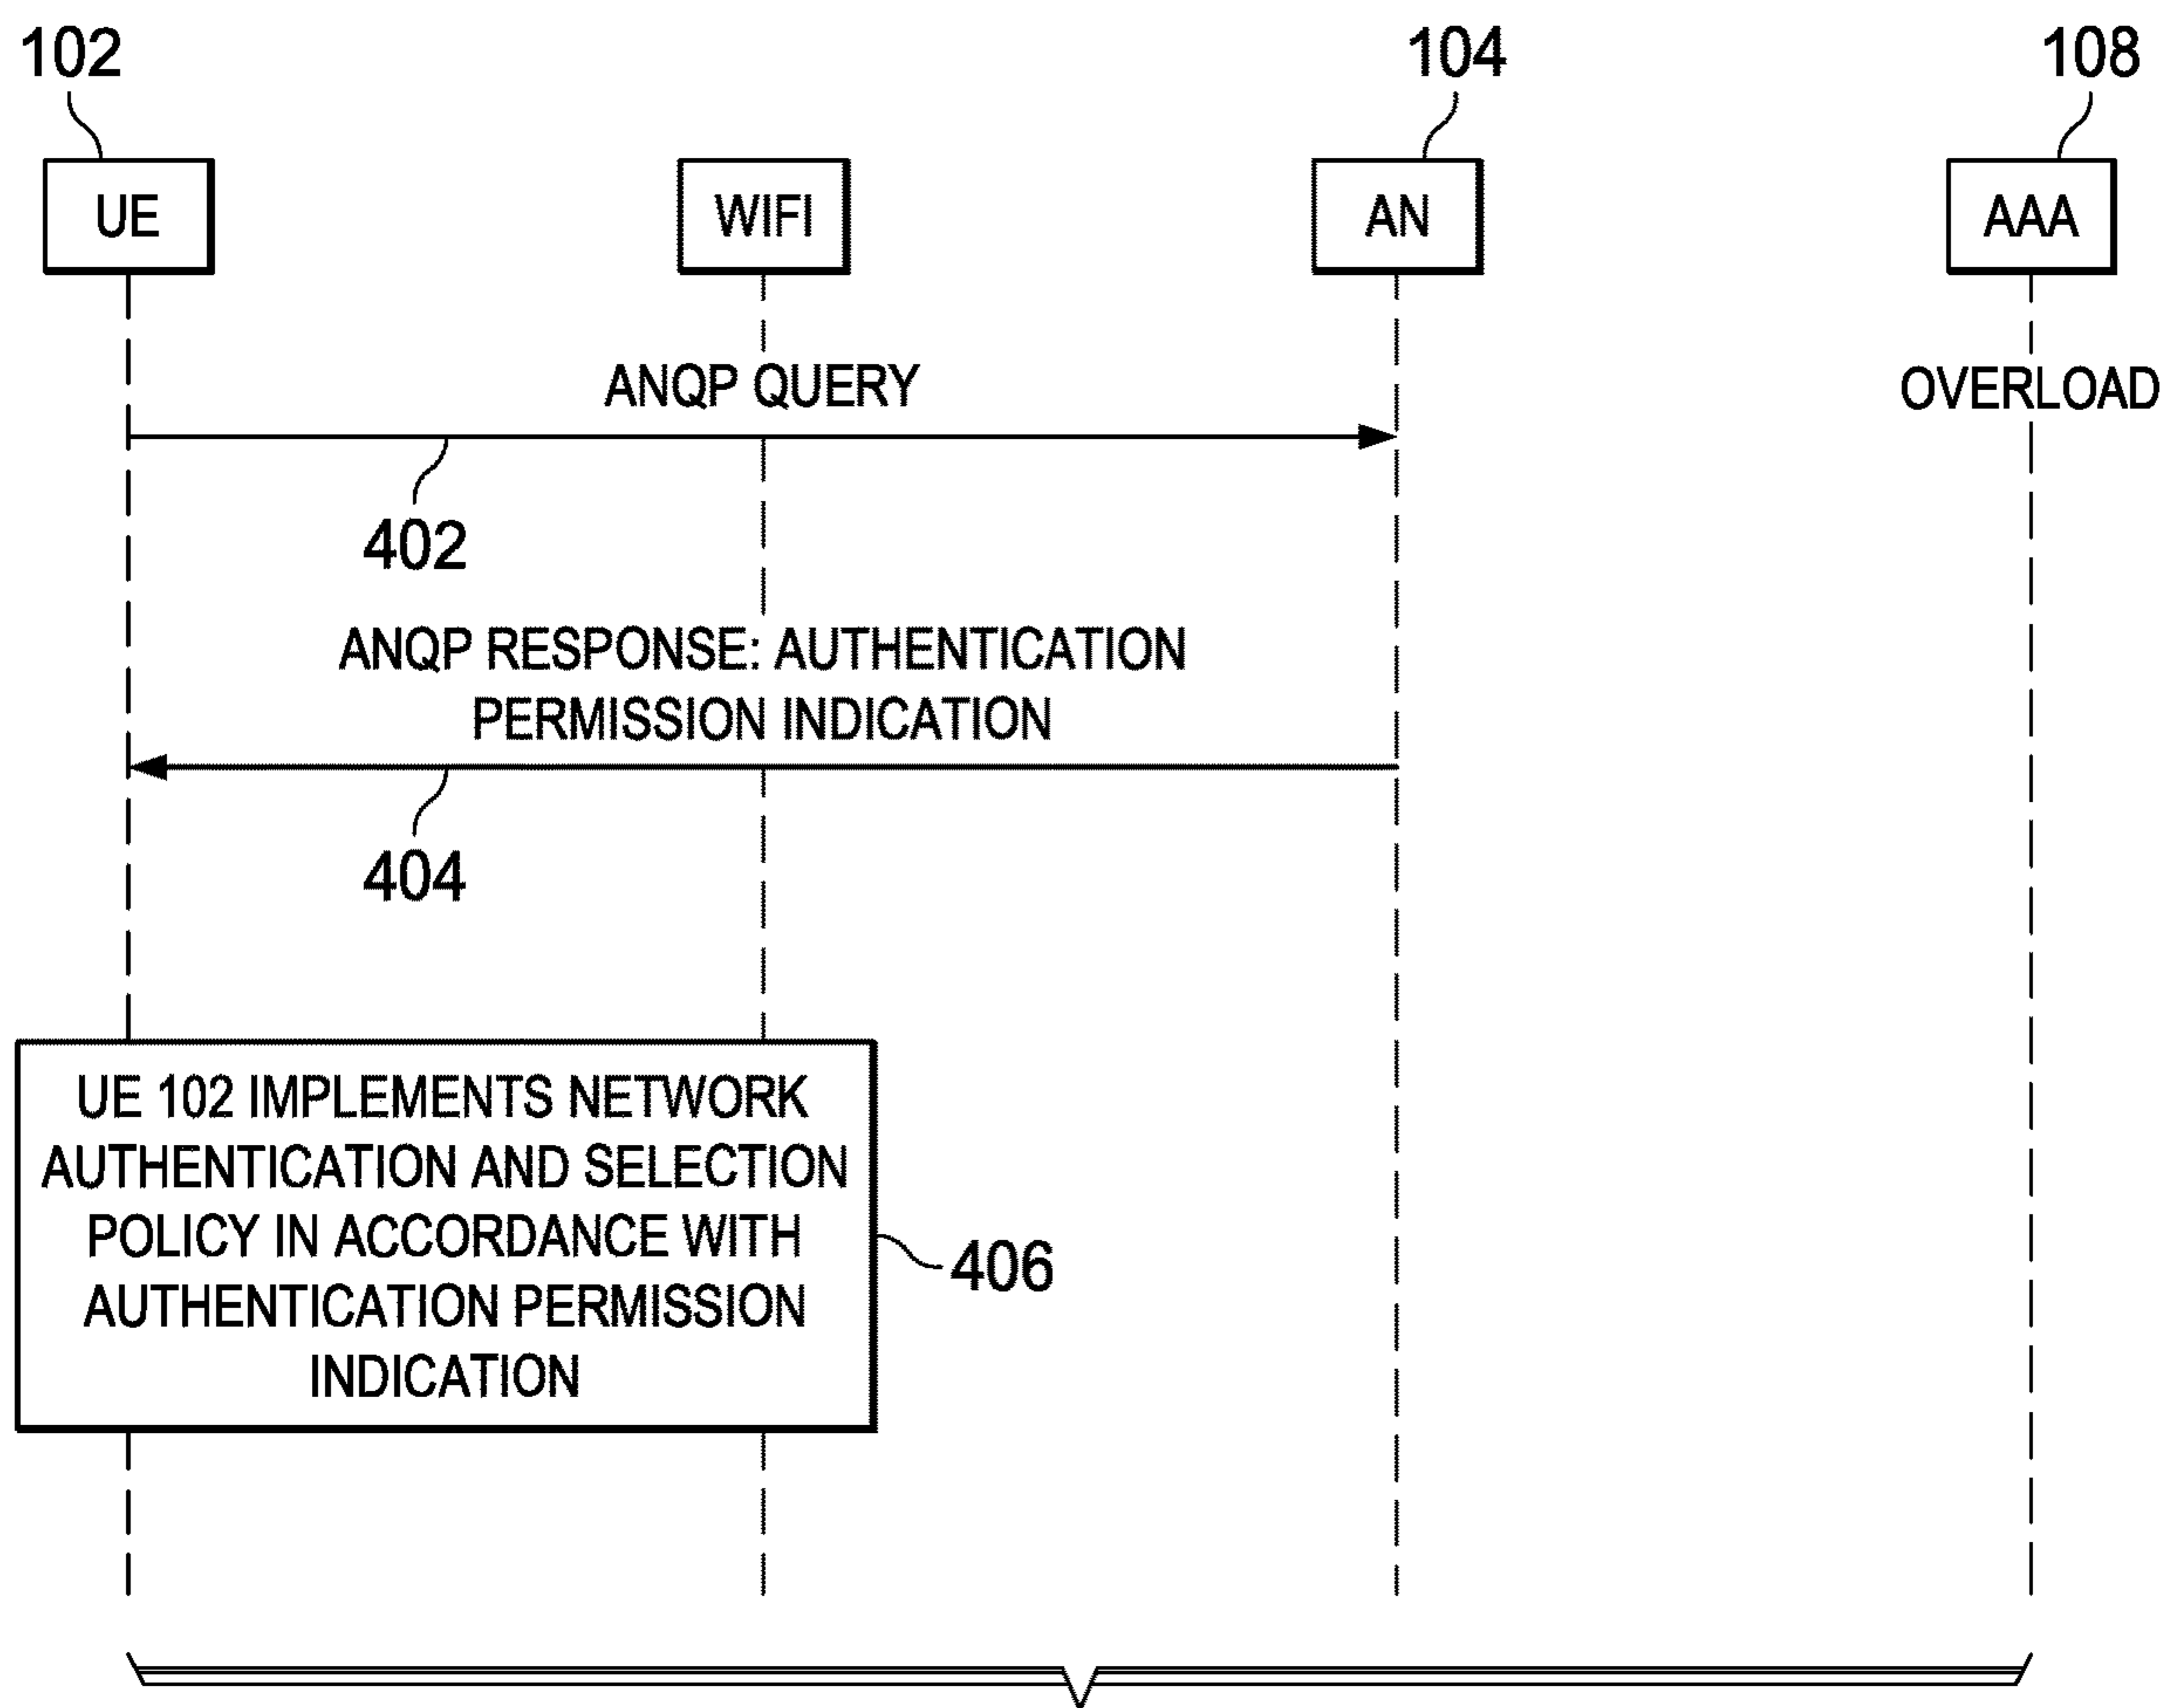 102
104
108
UE
WIFI
AN
AAA
ANQP QUERY
OVERLOAD
402
ANQP RESPONSE: AUTHENTICATION
PERMISSION INDICATION
404
UE 102 IMPLEMENTS NETWORK
AUTHENTICATION AND SELECTION
POLICY IN ACCORDANCE WITH
AUTHENTICATION PERMISSION
INDICATION
406